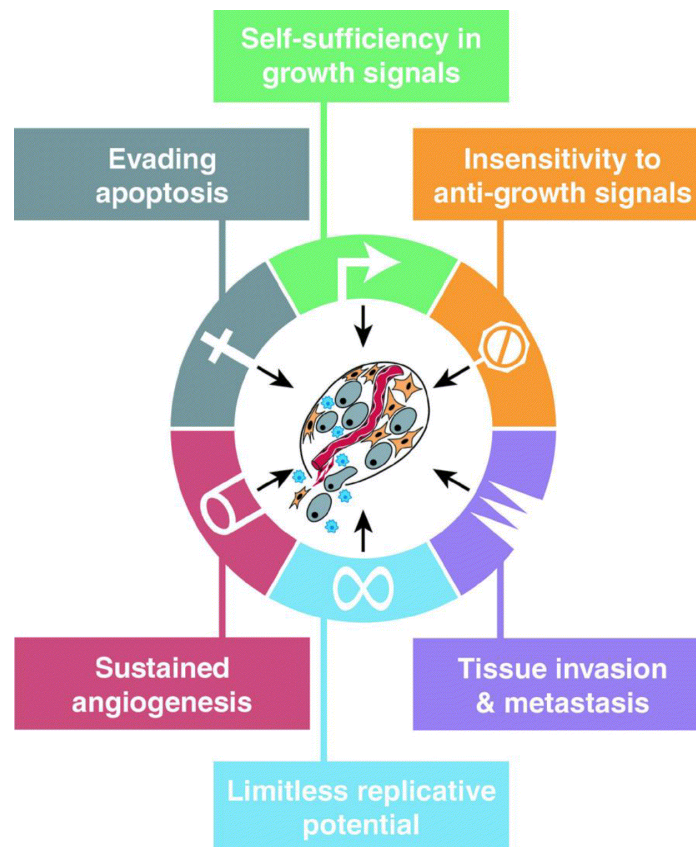 Self-sufficiency in
growth signals
Evading
apoptosis
Insensitivity to
anti-growth signals
Sustained
angiogenesis
Tissue invasion
& metastasis
Limitless replicative
potential